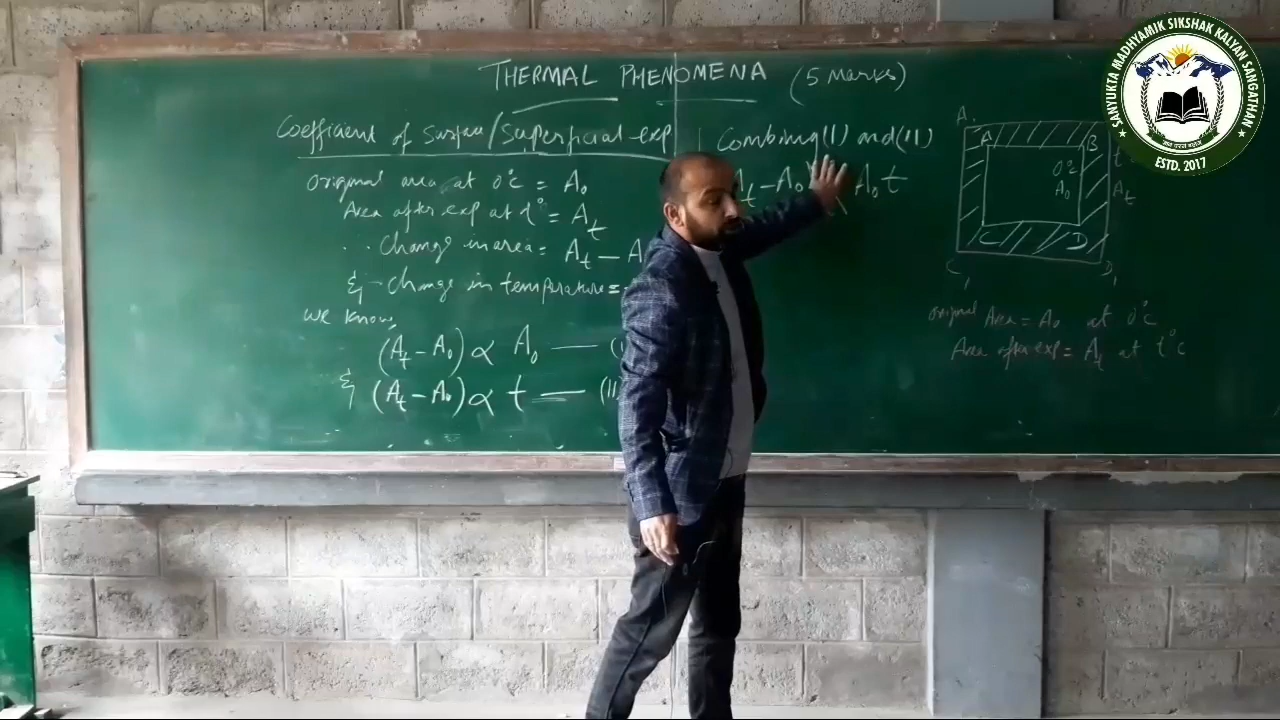 THERMAL PHENOMENA (5 Marks)
Coefficient of Surface/Superficial exp
original area at 0°c = A₀
Area after exp at t° = Aₜ
∴ Change in area = Aₜ – A
& Change in temperature =
we know,
(Aₜ – A₀) ∝ A₀ — (
& (Aₜ – A₀) ∝ t — (II
Combining (I) and (II)
Aₜ – A₀ A₀ t
A,
A B
0°c
A₀
t°
Aₜ
C D
C, D,
original Area = A₀ at 0°c
Area after exp = Aₜ at t°c
SANYUKTA MADHYAMIK SIKSHAK KALYAN SANGATHAN
ESTD. 2017